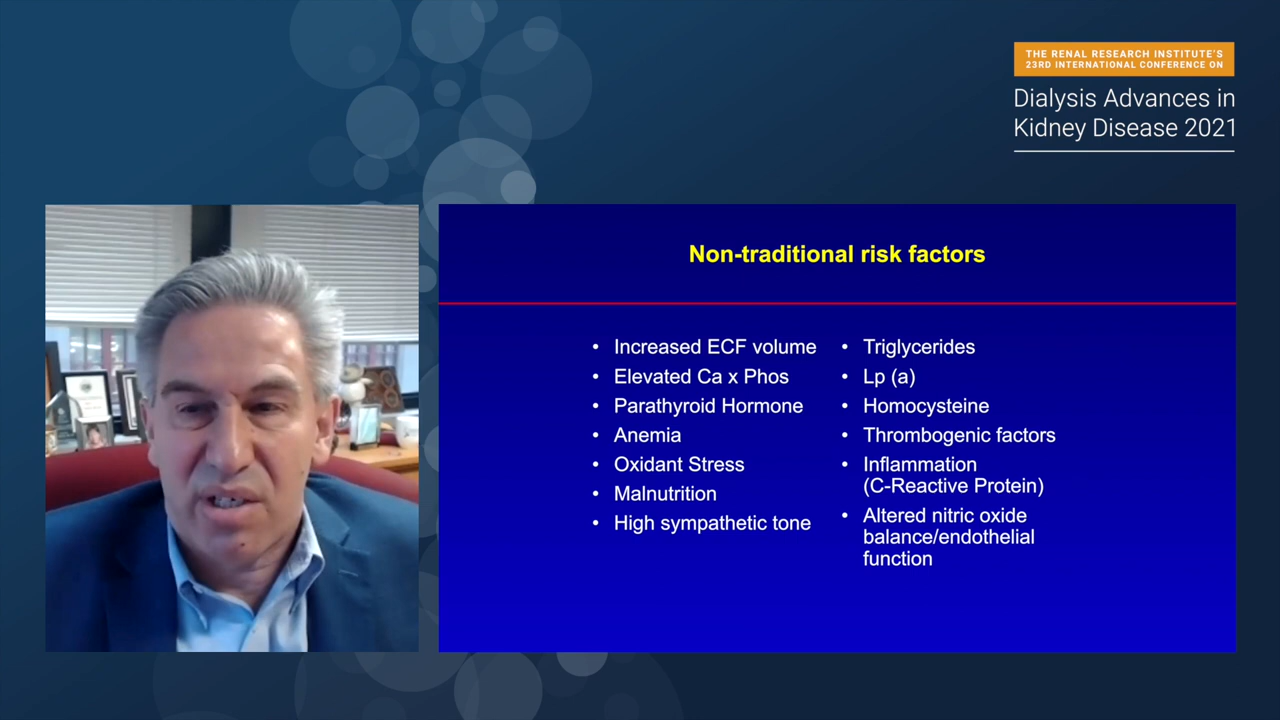 THE RENAL RESEARCH INSTITUTE'S
23RD INTERNATIONAL CONFERENCE ON
Dialysis Advances in
Kidney Disease 2021
Non-traditional risk factors
• Increased ECF volume
• Elevated Ca x Phos
• Parathyroid Hormone
• Anemia
• Oxidant Stress
• Malnutrition
• High sympathetic tone
• Triglycerides
• Lp (a)
• Homocysteine
• Thrombogenic factors
• Inflammation
(C-Reactive Protein)
• Altered nitric oxide
balance/endothelial
function